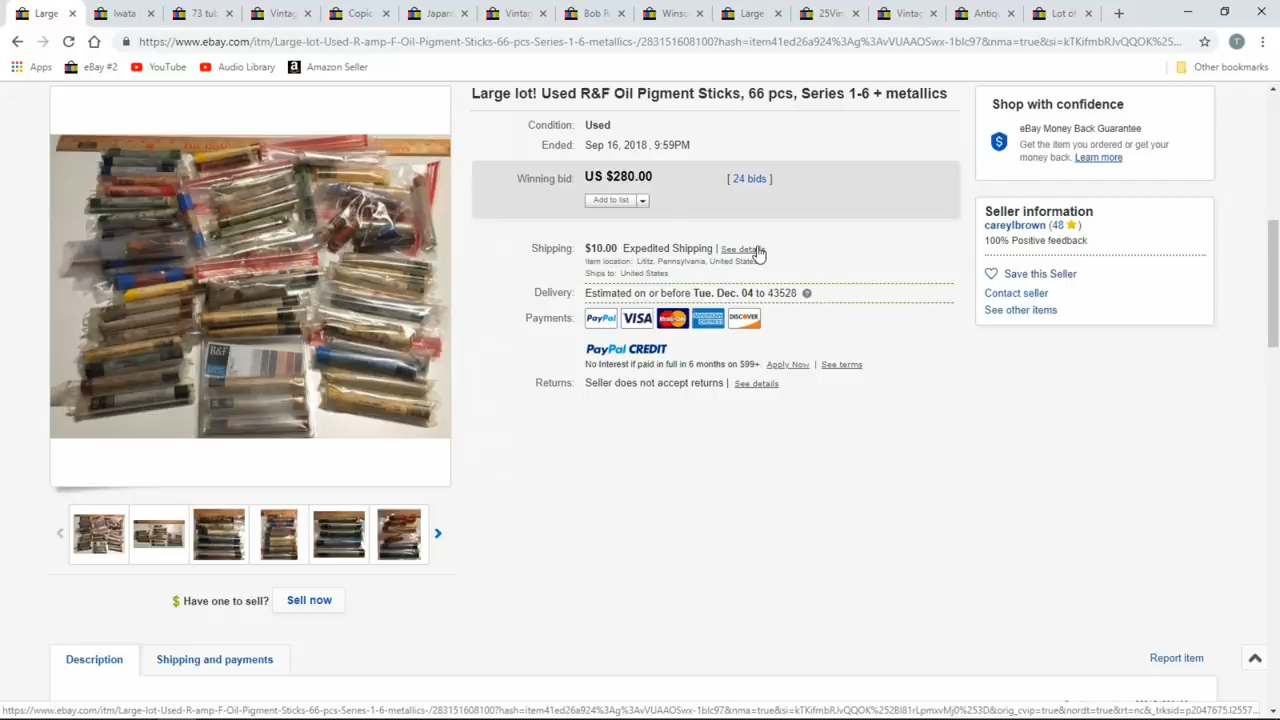 Large
Iwata
73 tub
Vintag
Copic
Japan
Vintag
Bob R
Winso
Large
25Vin
Vintag
Antiqu
Lot of
https://www.ebay.com/itm/Large-lot-Used-R-amp-F-Oil-Pigment-Sticks-66-pcs-Series-1-6-metallics-/283151608100?hash=item41ed26a924%3Ag%3AvVUAAOSwx-1bIc97&nma=true&si=kTKifmbRJvQQOK%25...
T
Apps
eBay #2
YouTube
Audio Library
Amazon Seller
Other bookmarks
Large lot! Used R&F Oil Pigment Sticks, 66 pcs, Series 1-6 + metallics
Condition: Used
Ended: Sep 16, 2018 , 9:59PM
Winning bid: US $280.00 [ 24 bids ]
Add to list
Shipping: $10.00 Expedited Shipping | See details
Item location: Lititz, Pennsylvania, United States
Ships to: United States
Delivery: Estimated on or before Tue. Dec. 04 to 43528
Payments: PayPal VISA MasterCard DISCOVER
PayPal CREDIT
No Interest if paid in full in 6 months on $99+. Apply Now | See terms
Returns: Seller does not accept returns | See details
Shop with confidence
eBay Money Back Guarantee
Get the item you ordered or get your
money back. Learn more
Seller information
careylbrown (48 )
100% Positive feedback
Save this Seller
Contact seller
See other items
R&F
$ Have one to sell? Sell now
Description
Shipping and payments
Report item